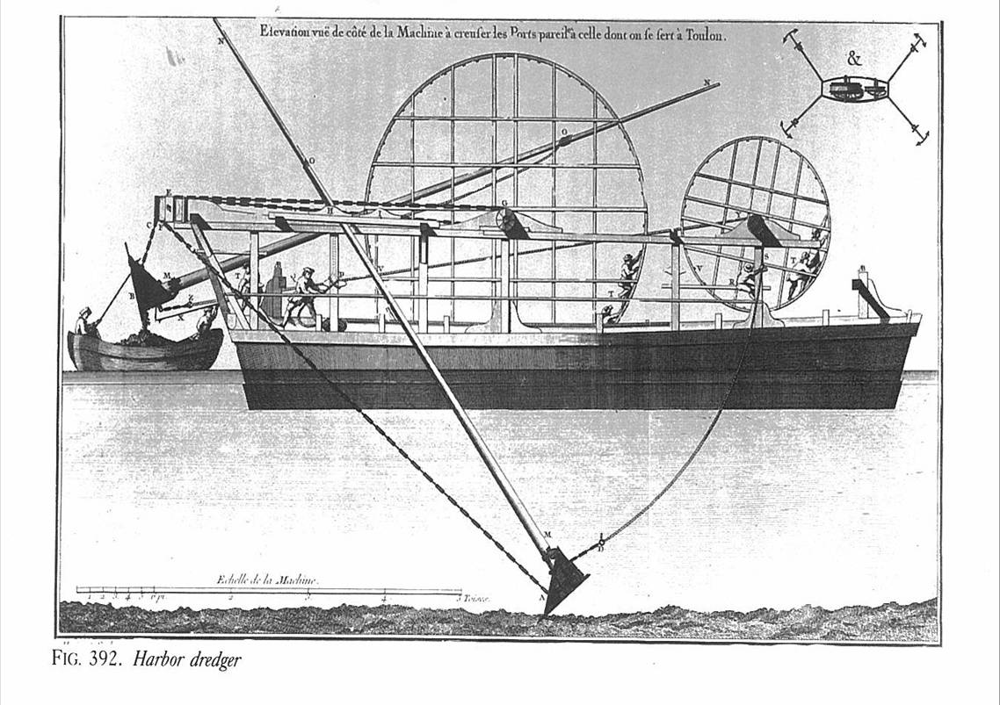 Elevation vuë de côté de la Machine à creuser les Ports pareille à celle dont on se sert à Toulon.
&
N
N
O
O
E
G
H
I
C
F
M
P
V
T
B
X
T
R
S
T
V
M
D
A
Echelle de la Machine.
1 2 3 4 5 6 pi. 2 3 4 5 Toises.
FIG. 392. Harbor dredger